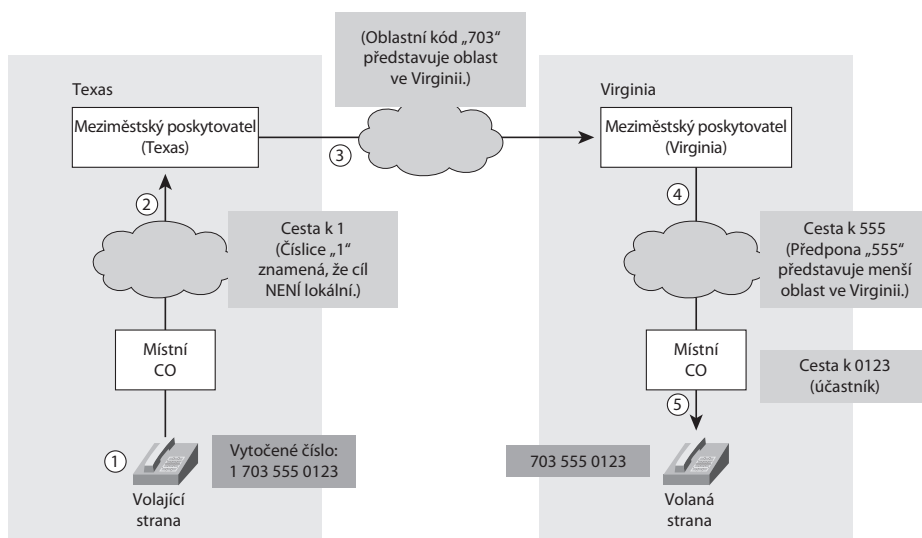 (Oblastní kód „703“
představuje oblast
ve Virginii.)
Texas
Virginia
Meziměstský poskytovatel
(Texas)
3
Meziměstský poskytovatel
(Virginia)
2
4
Cesta k 1
(Číslice „1“
znamená, že cíl
NENÍ lokální.)
Cesta k 555
(Předpona „555“
představuje menší
oblast ve Virginii.)
Místní
CO
Místní
CO
Cesta k 0123
(účastník)
5
1
Vytočené číslo:
1 703 555 0123
703 555 0123
Volající
strana
Volaná
strana